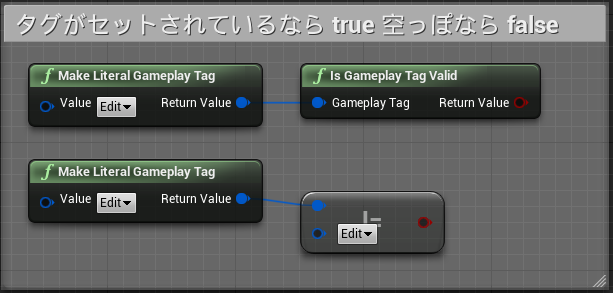 タグがセットされているなら true 空っぽなら false
f Make Literal Gameplay Tag
Value Edit Return Value
f Is Gameplay Tag Valid
Gameplay Tag Return Value
f Make Literal Gameplay Tag
Value Edit Return Value
!=
Edit